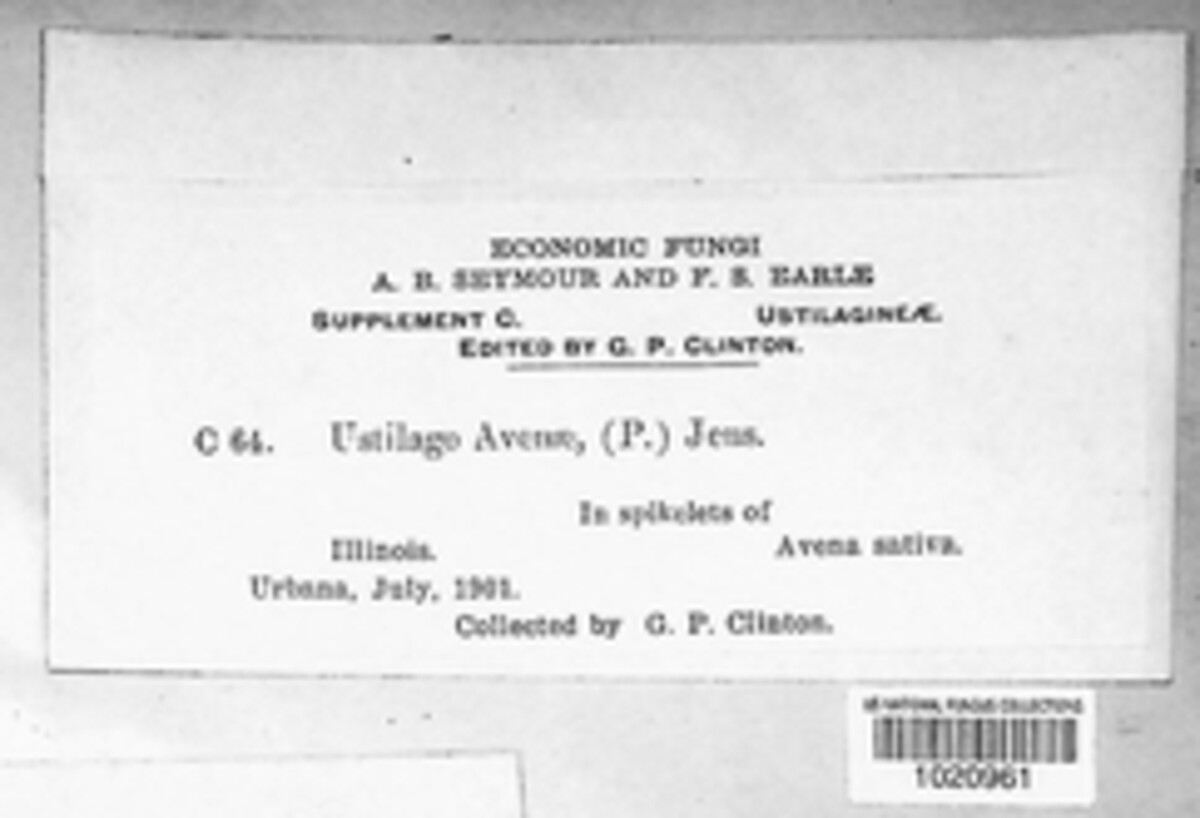 ECONOMIC FUNGI
A. B. SEYMOUR AND F. S. EARLE
SUPPLEMENT C. USTILAGINEÆ.
EDITED BY G. P. CLINTON.
C 64. Ustilago Avenæ, (P.) Jens.
In spikelets of
Illinois. Avena sativa.
Urbana, July, 1901.
Collected by G. P. Clinton.
US NATIONAL FUNGUS COLLECTIONS
1020961